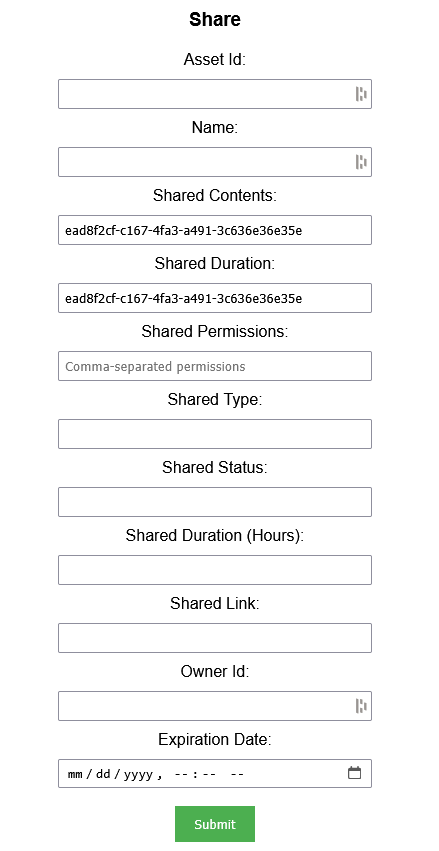 Share
Asset Id:
Name:
Shared Contents:
ead8f2cf-c167-4fa3-a491-3c636e36e35e
Shared Duration:
ead8f2cf-c167-4fa3-a491-3c636e36e35e
Shared Permissions:
Comma-separated permissions
Shared Type:
Shared Status:
Shared Duration (Hours):
Shared Link:
Owner Id:
Expiration Date:
mm/dd/yyyy, --:-- --
Submit